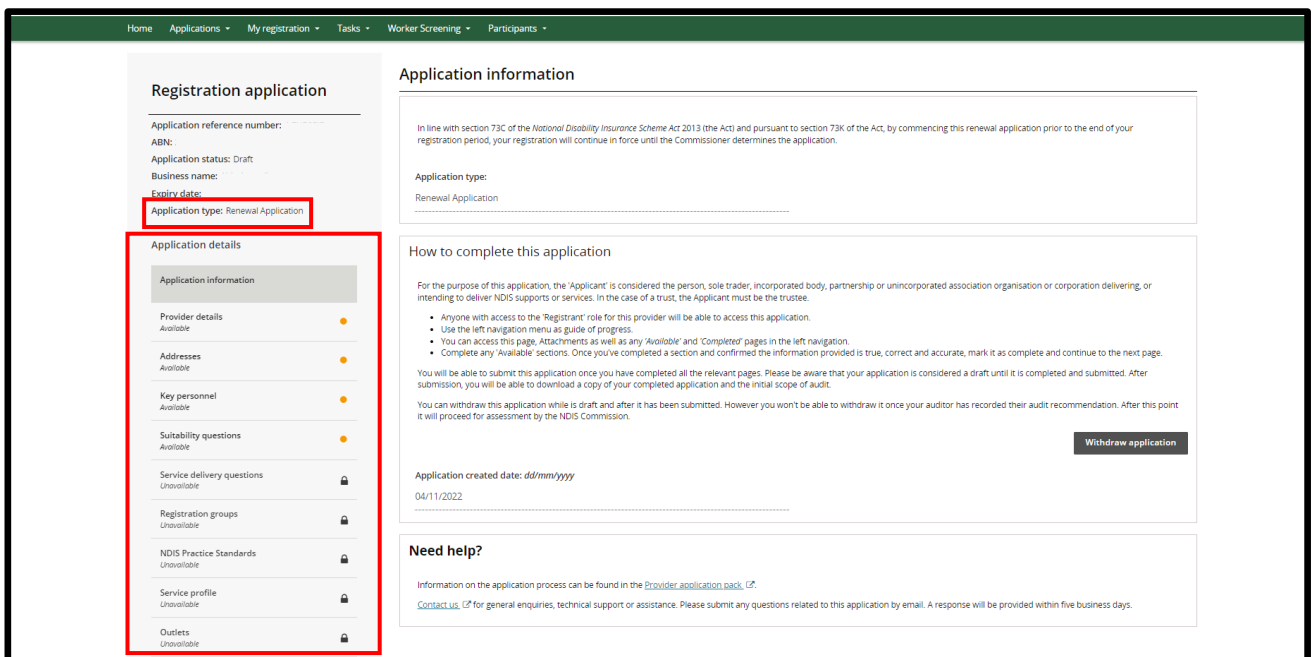 Home Applications My registration Tasks Worker Screening Participants
Registration application
Application reference number:
ABN:
Application status: Draft
Business name:
Expiry date:
Application type: Renewal Application
Application details
Application information
Provider details
Available
Addresses
Available
Key personnel
Available
Suitability questions
Available
Service delivery questions
Unavailable
Registration groups
Unavailable
NDIS Practice Standards
Unavailable
Service profile
Unavailable
Outlets
Unavailable
Application information
In line with section 73C of the National Disability Insurance Scheme Act 2013 (the Act) and pursuant to section 73K of the Act, by commencing this renewal application prior to the end of your
registration period, your registration will continue in force until the Commissioner determines the application.
Application type:
Renewal Application
How to complete this application
For the purpose of this application, the 'Applicant' is considered the person, sole trader, incorporated body, partnership or unincorporated association organisation or corporation delivering, or
intending to deliver NDIS supports or services. In the case of a trust, the Applicant must be the trustee.
• Anyone with access to the 'Registrant' role for this provider will be able to access this application.
• Use the left navigation menu as guide of progress.
• You can access this page, Attachments as well as any 'Available' and 'Completed' pages in the left navigation.
• Complete any 'Available' sections. Once you've completed a section and confirmed the information provided is true, correct and accurate, mark it as complete and continue to the next page.
You will be able to submit this application once you have completed all the relevant pages. Please be aware that your application is considered a draft until it is completed and submitted. After
submission, you will be able to download a copy of your completed application and the initial scope of audit.
You can withdraw this application while is draft and after it has been submitted. However you won't be able to withdraw it once your auditor has recorded their audit recommendation. After this point
it will proceed for assessment by the NDIS Commission.
Withdraw application
Application created date: dd/mm/yyyy
04/11/2022
Need help?
Information on the application process can be found in the Provider application pack.
Contact us for general enquiries, technical support or assistance. Please submit any questions related to this application by email. A response will be provided within five business days.